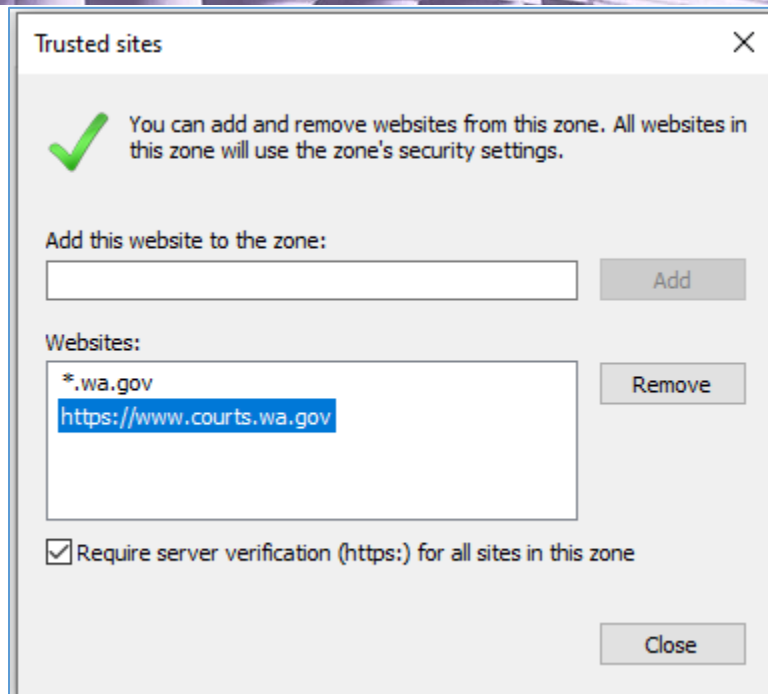 Trusted sites
You can add and remove websites from this zone. All websites in
this zone will use the zone's security settings.
Add this website to the zone:
Add
Websites:
*.wa.gov
Remove
https://www.courts.wa.gov
Require server verification (https:) for all sites in this zone
Close